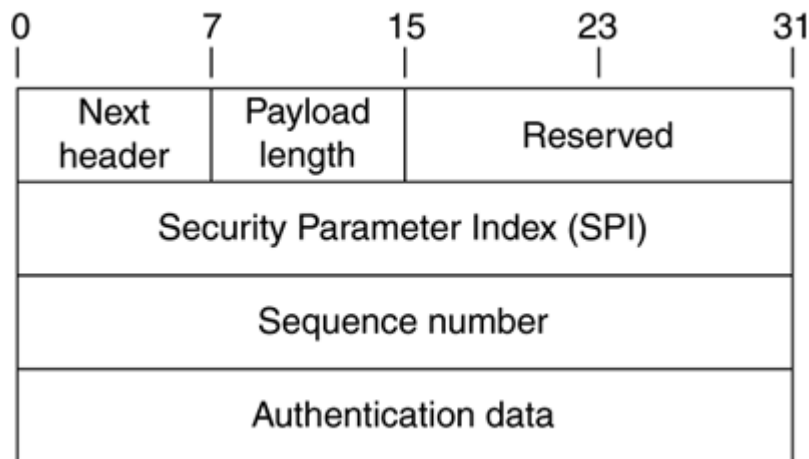 0 7 15 23 31
Next header
Payload length
Reserved
Security Parameter Index (SPI)
Sequence number
Authentication data